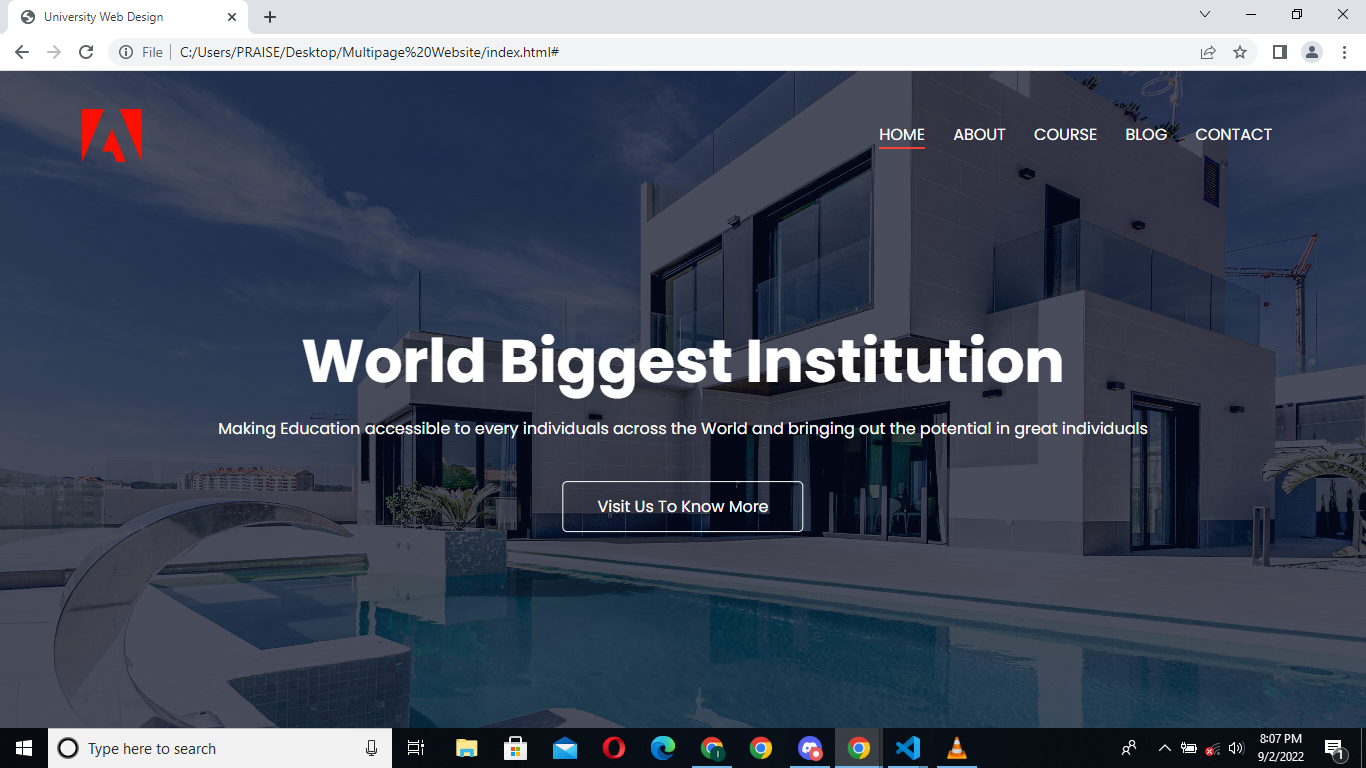 University Web Design
File
C:/Users/PRAISE/Desktop/Multipage%20Website/index.html#
HOME ABOUT COURSE BLOG CONTACT
World Biggest Institution
Making Education accessible to every individuals across the World and bringing out the potential in great individuals
Visit Us To Know More
Type here to search
I
8:07 PM
9/2/2022
1